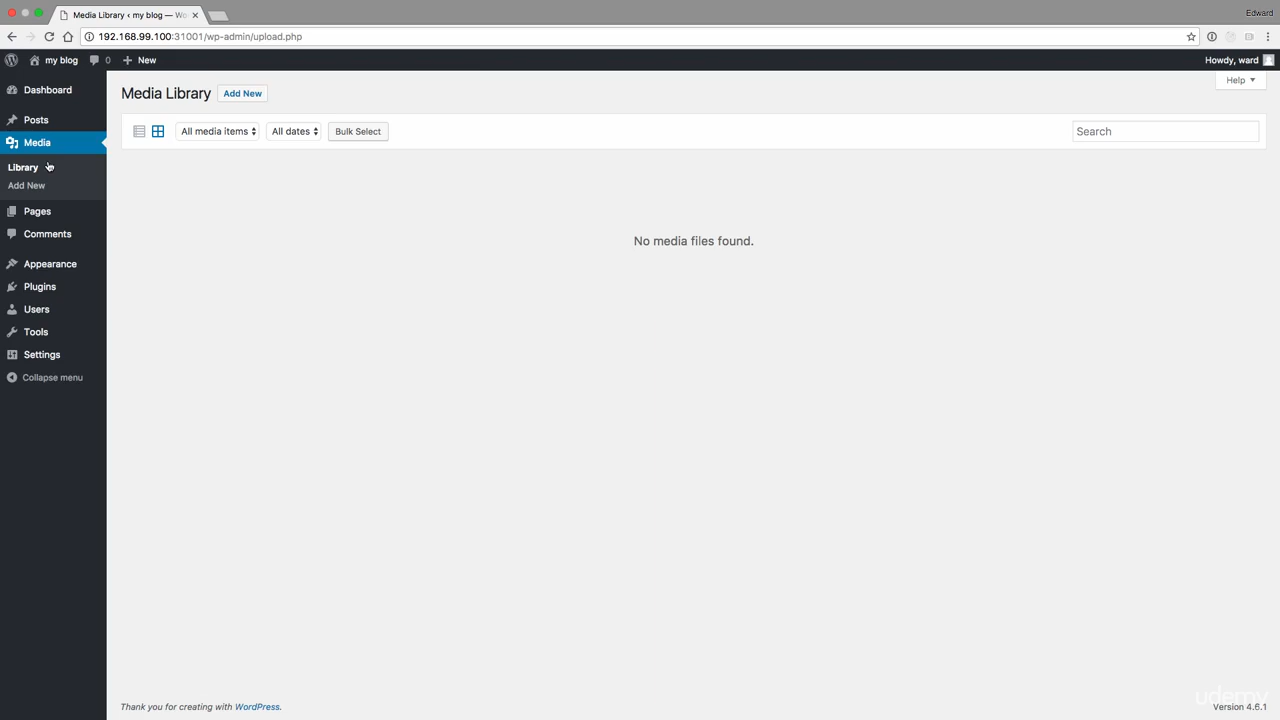 Media Library ‹ my blog — Wo
Edward
192.168.99.100:31001/wp-admin/upload.php
my blog 0 New
Howdy, ward
Help
Dashboard
Posts
Media
Library
Add New
Pages
Comments
Appearance
Plugins
Users
Tools
Settings
Collapse menu
Media Library Add New
All media items All dates Bulk Select Search
No media files found.
Thank you for creating with WordPress.
udemy
Version 4.6.1